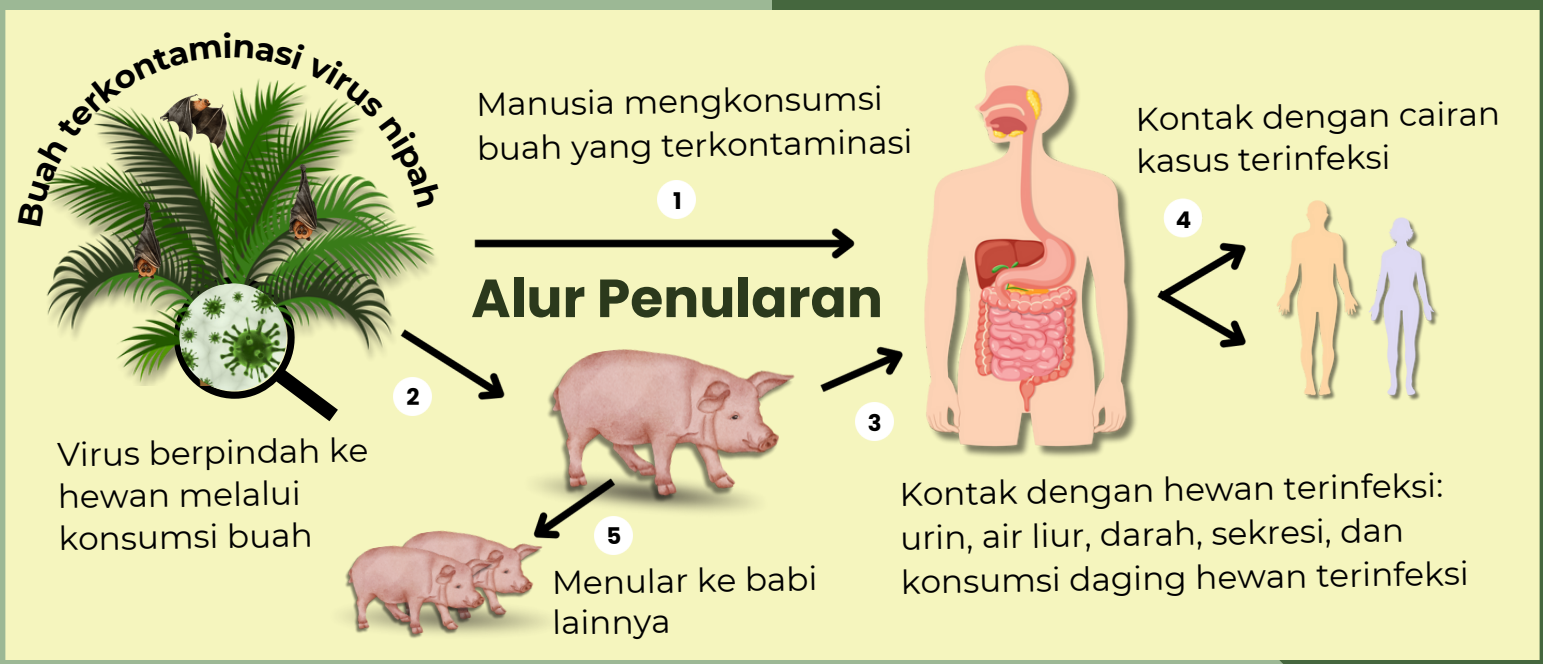 Buah terkontaminasi virus nipah
Manusia mengkonsumsi
buah yang terkontaminasi
1
Alur Penularan
Kontak dengan cairan
kasus terinfeksi
4
2
Virus berpindah ke
hewan melalui
konsumsi buah
3
Kontak dengan hewan terinfeksi:
urin, air liur, darah, sekresi, dan
konsumsi daging hewan terinfeksi
5
Menular ke babi
lainnya